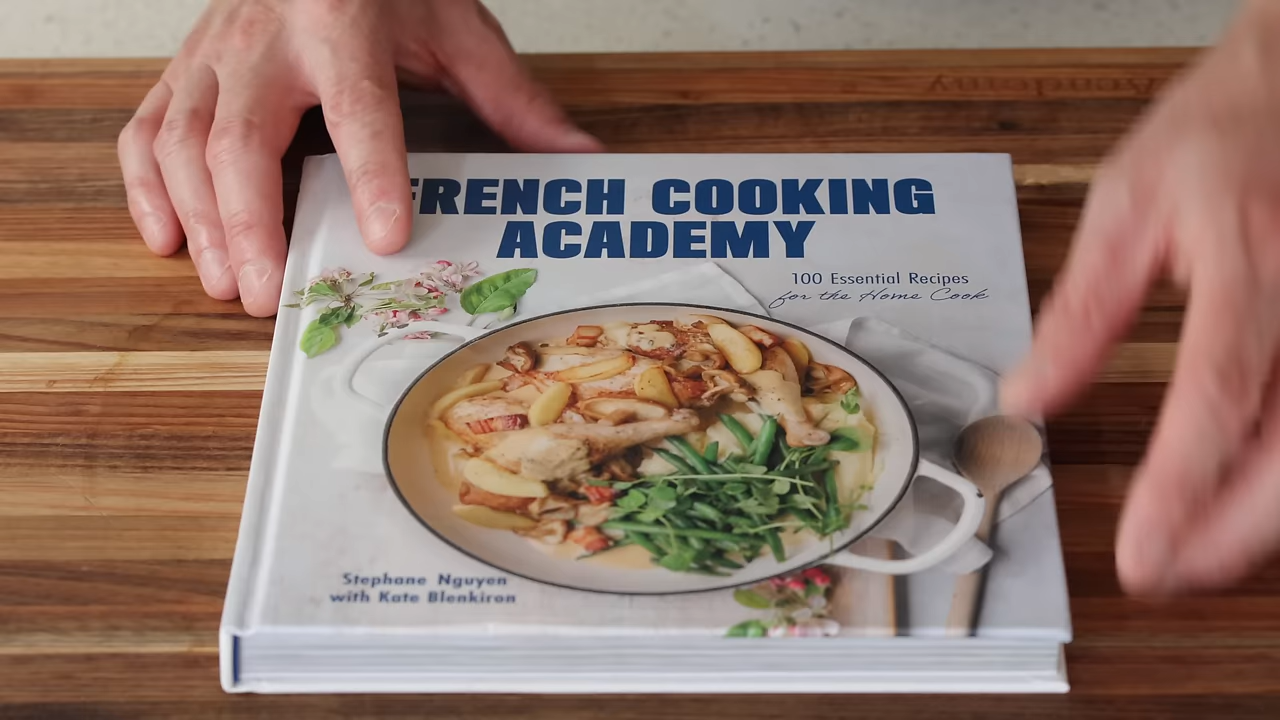 FRENCH COOKING
ACADEMY
100 Essential Recipes
for the Home Cook
Stephane Nguyen
with Kate Blenkiron